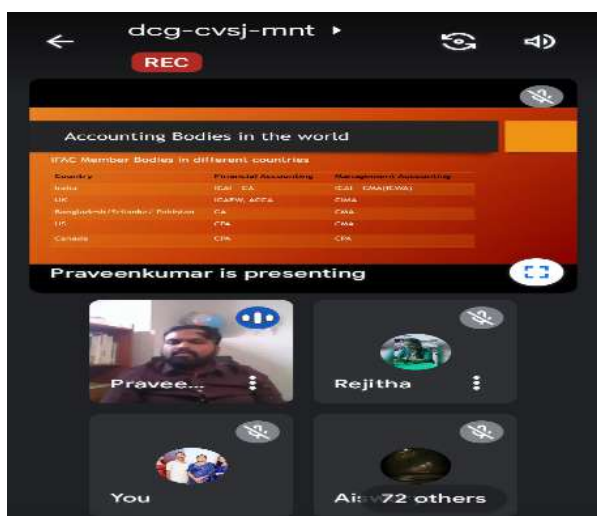 dcg-cvsj-mnt
REC
Accounting Bodies in the world
IFAC Member Bodies in different countries
Country Financial Accounting Management Accounting
India ICAI - CA ICAI - CMA(ICWA)
UK ICAEW, ACCA CIMA
Bangladesh/Srilanka/ Pakistan CA CMA
US CPA CMA
Canada CPA CPA
Praveenkumar is presenting
Pravee...
Rejitha
You
72 others